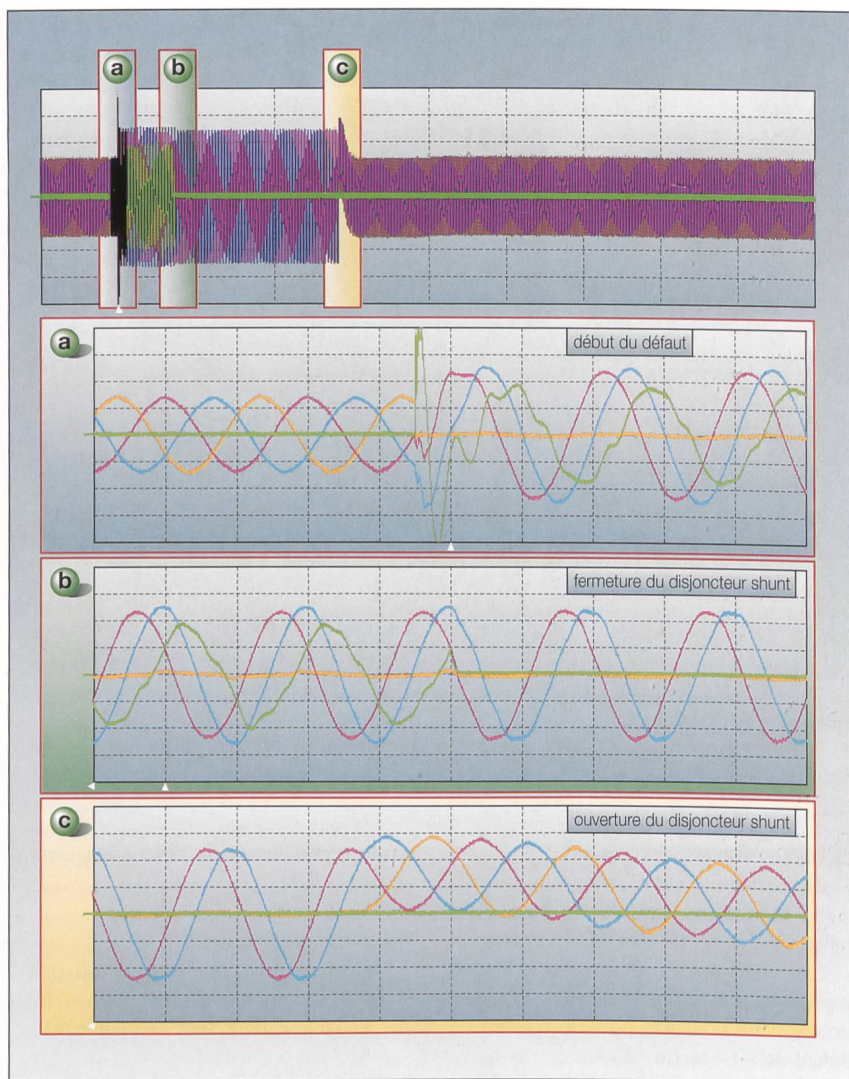 a
b
c
a
début du défaut
b
fermeture du disjoncteur shunt
c
ouverture du disjoncteur shunt